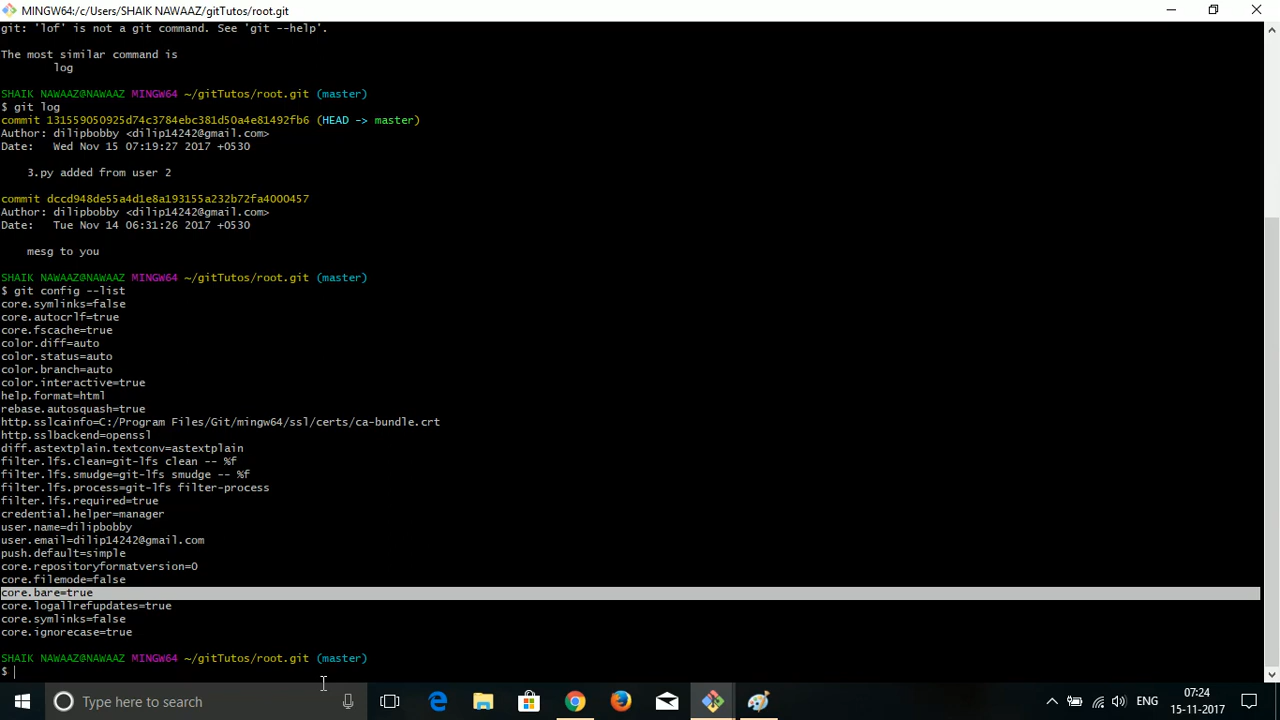 MINGW64:/c/Users/SHAIK NAWAAZ/gitTutos/root.git
git: 'lof' is not a git command. See 'git --help'.
The most similar command is
log
SHAIK NAWAAZ@NAWAAZ MINGW64 ~/gitTutos/root.git (master)
$ git log
commit 131559050925d74c3784ebc381d50a4e81492fb6 (HEAD -> master)
Author: dilipbobby <dilip14242@gmail.com>
Date:   Wed Nov 15 07:19:27 2017 +0530
3.py added from user 2
commit dccd948de55a4d1e8a193155a232b72fa4000457
Author: dilipbobby <dilip14242@gmail.com>
Date:   Tue Nov 14 06:31:26 2017 +0530
mesg to you
SHAIK NAWAAZ@NAWAAZ MINGW64 ~/gitTutos/root.git (master)
$ git config --list
core.symlinks=false
core.autocrlf=true
core.fscache=true
color.diff=auto
color.status=auto
color.branch=auto
color.interactive=true
help.format=html
rebase.autosquash=true
http.sslcainfo=C:/Program Files/Git/mingw64/ssl/certs/ca-bundle.crt
http.sslbackend=openssl
diff.astextplain.textconv=astextplain
filter.lfs.clean=git-lfs clean -- %f
filter.lfs.smudge=git-lfs smudge -- %f
filter.lfs.process=git-lfs filter-process
filter.lfs.required=true
credential.helper=manager
user.name=dilipbobby
user.email=dilip14242@gmail.com
push.default=simple
core.repositoryformatversion=0
core.filemode=false
core.bare=true
core.logallrefupdates=true
core.symlinks=false
core.ignorecase=true
SHAIK NAWAAZ@NAWAAZ MINGW64 ~/gitTutos/root.git (master)
$
Type here to search
ENG
07:24
15-11-2017